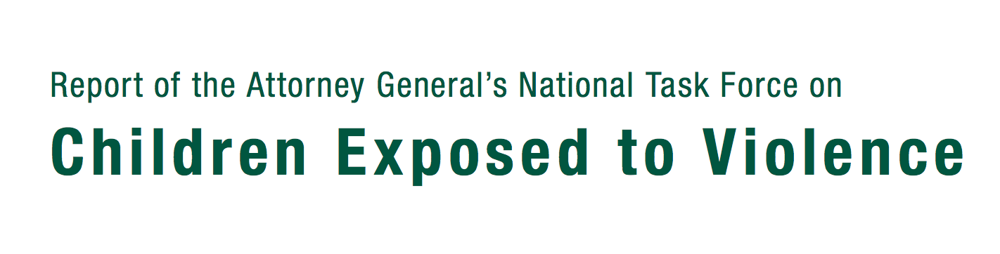 Report of the Attorney General’s National Task Force on
Children Exposed to Violence